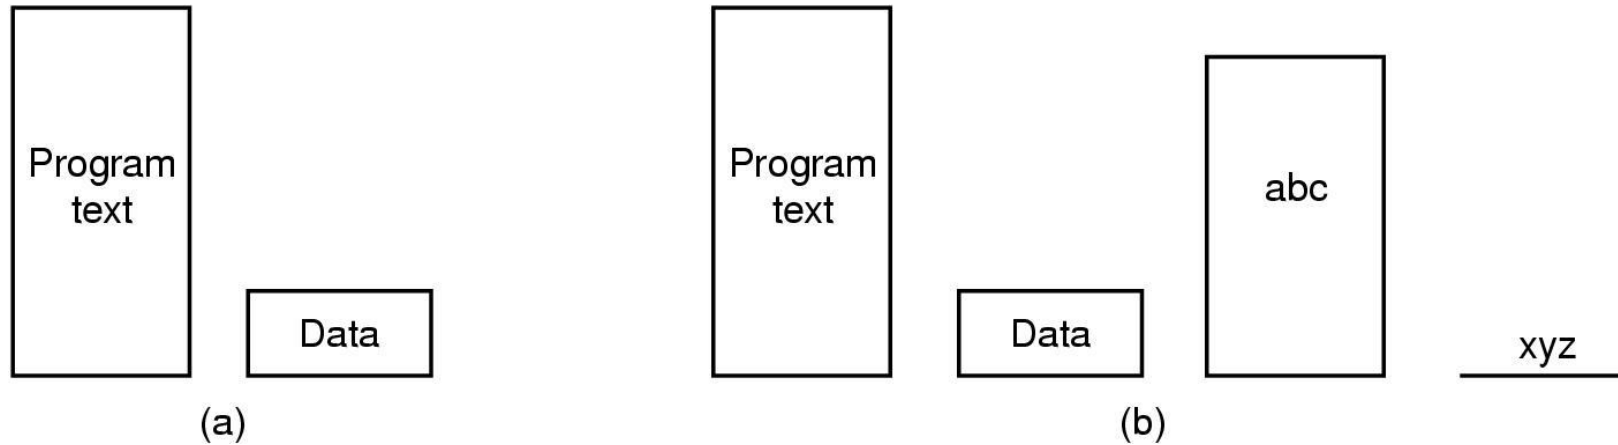 Program
text
Data
(a)
Program
text
Data
abc
xyz
(b)